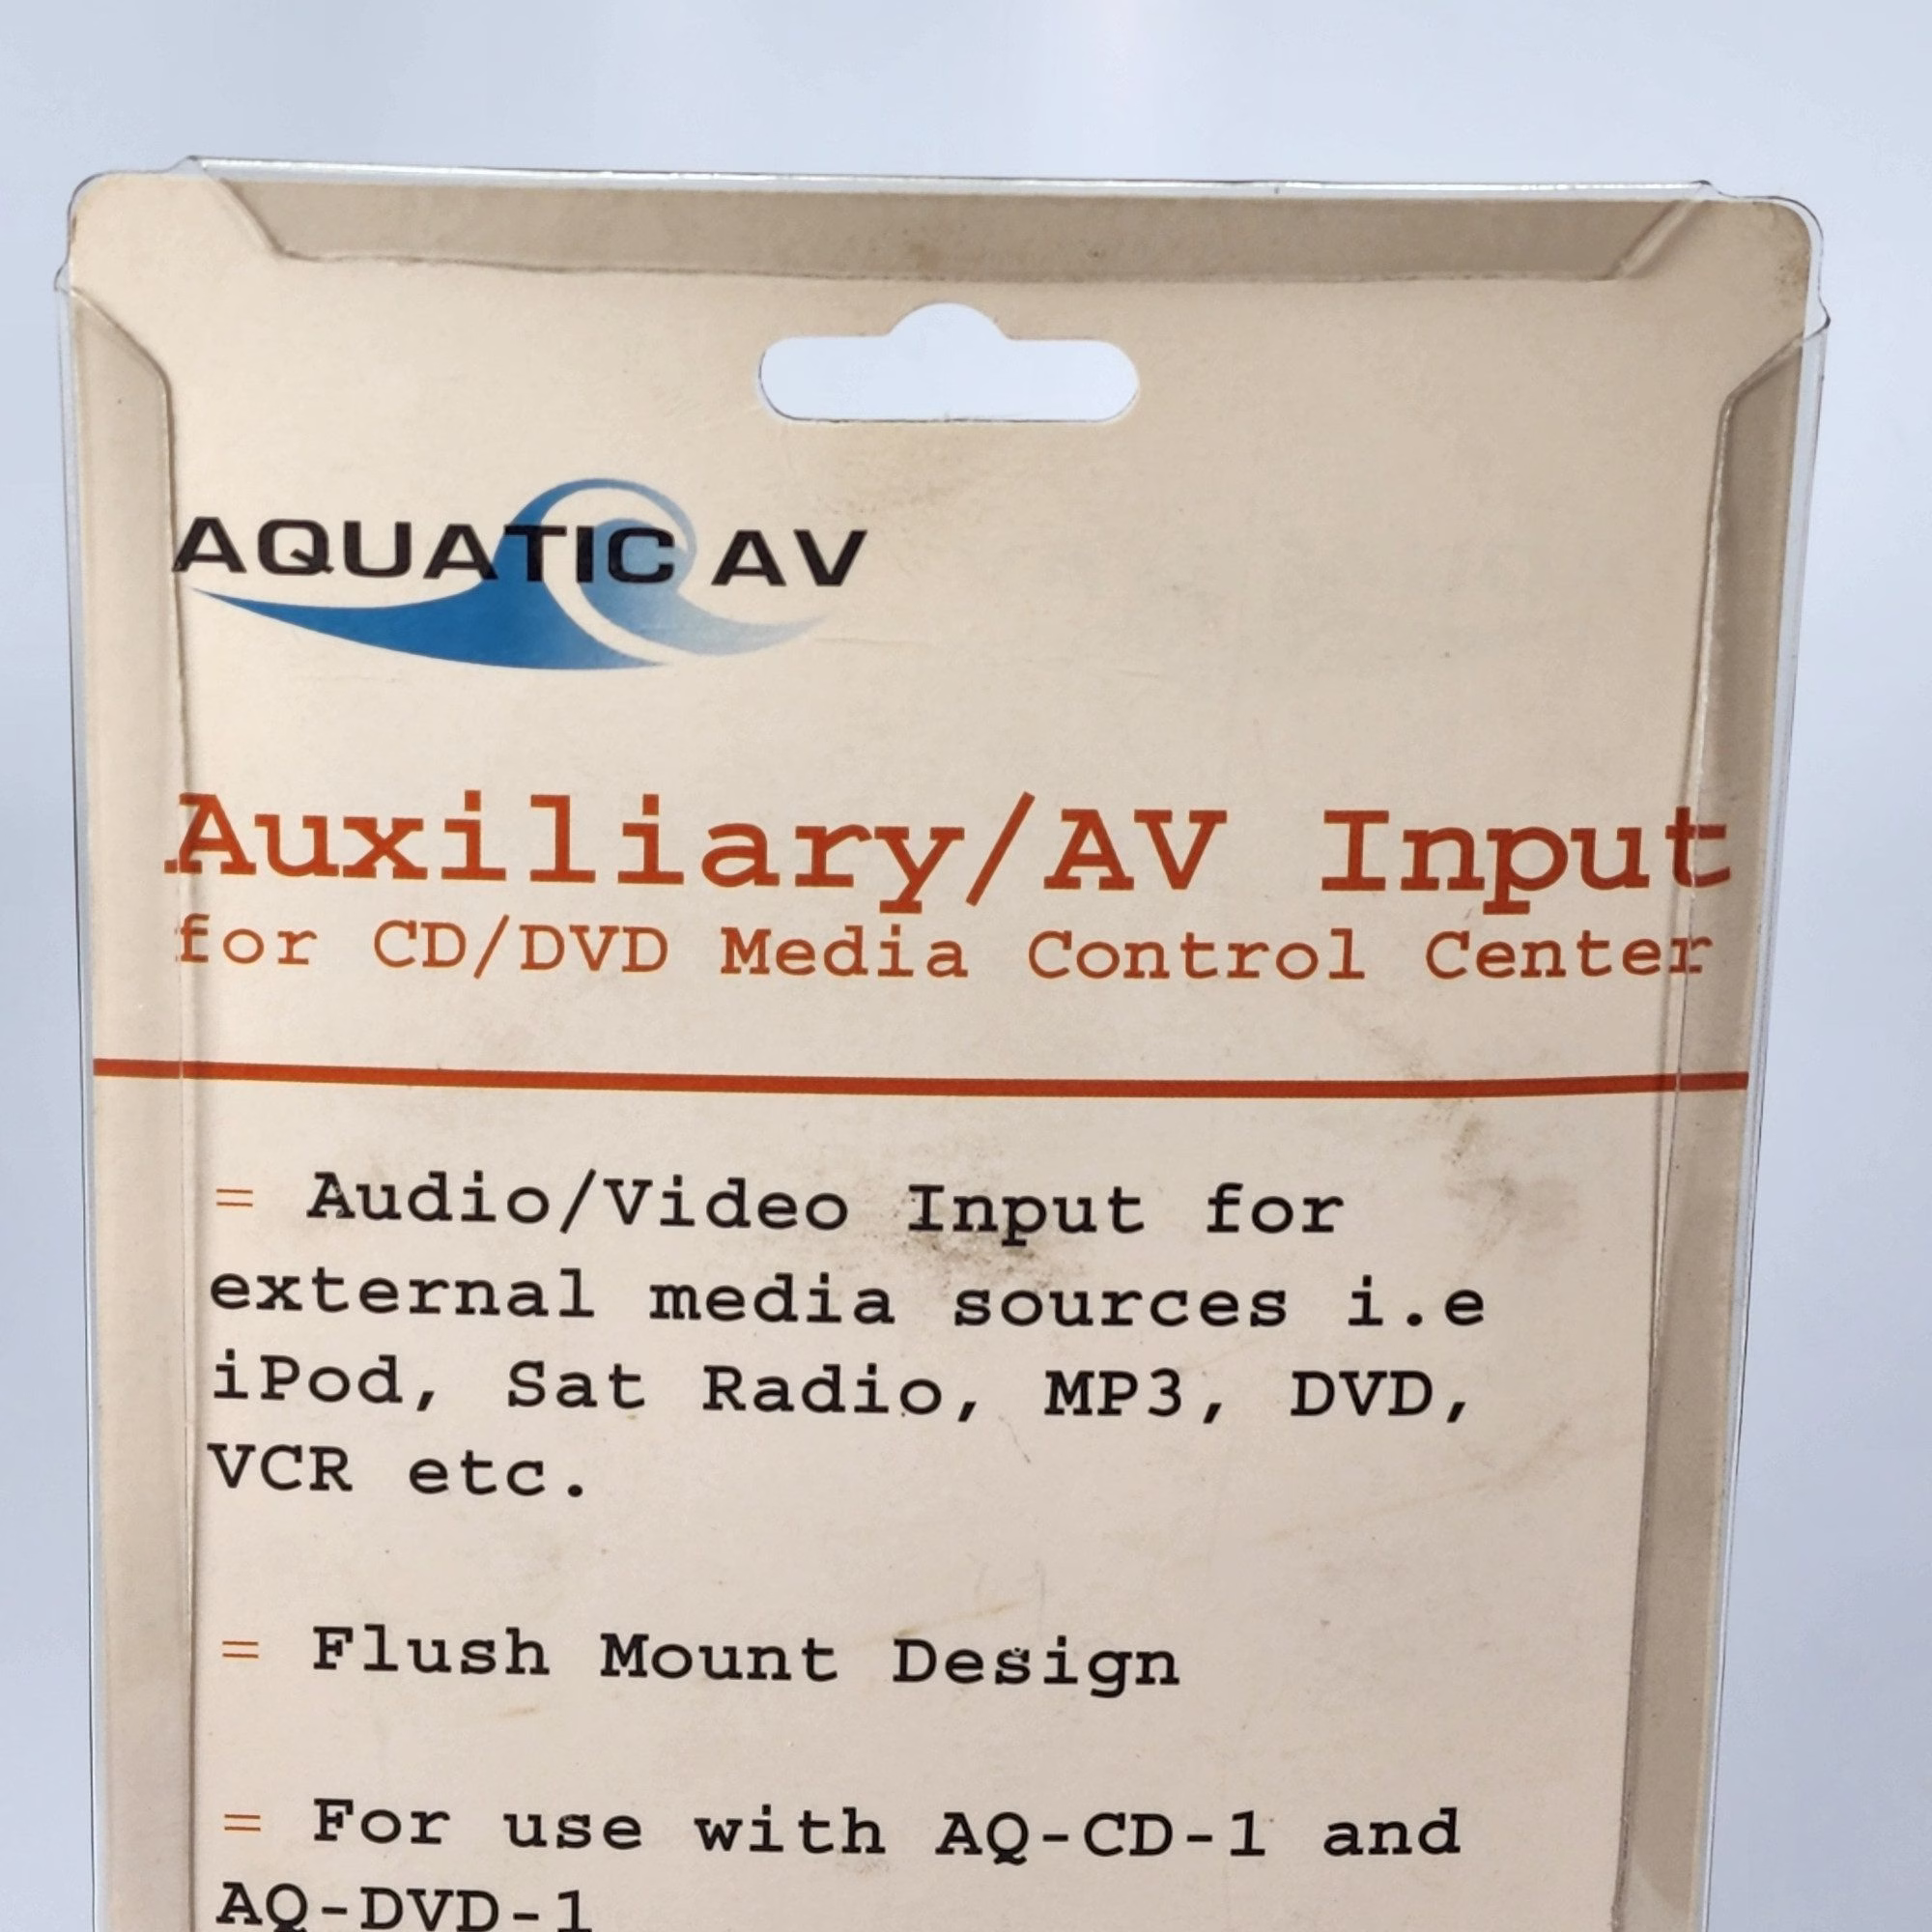 AQUATIC AV
Auxiliary/AV Input
for CD/DVD Media Control Center
= Audio/Video Input for
external media sources i.e
iPod, Sat Radio, MP3, DVD,
VCR etc.
= Flush Mount Design
= For use with AQ-CD-1 and
AQ-DVD-1